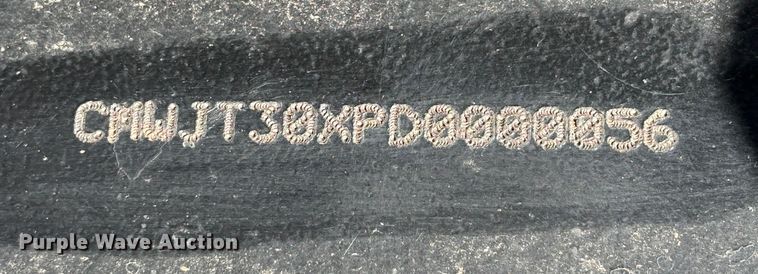 CMWJT30XPD0000056
Purple Wave Auction